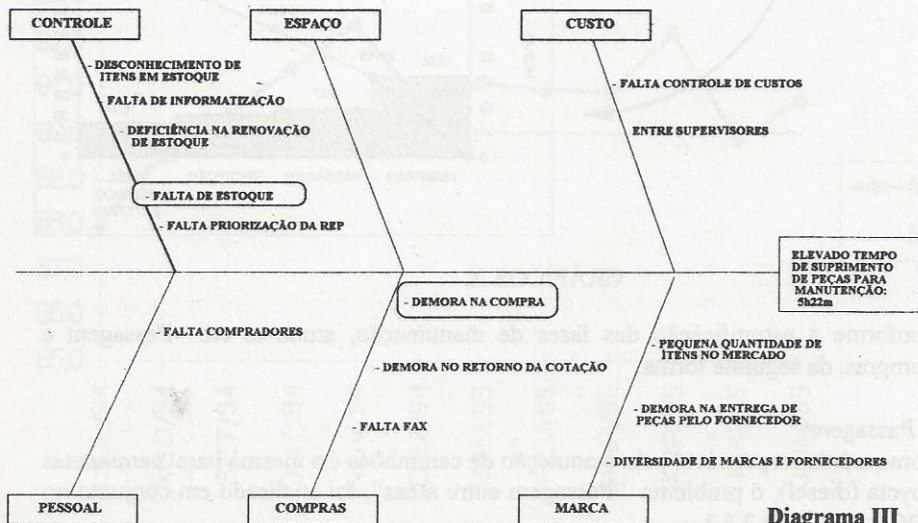 CONTROLE
ESPAÇO
CUSTO
- DESCONHECIMENTO DE
ITENS EM ESTOQUE
- FALTA DE INFORMATIZAÇÃO
- DEFICIÊNCIA NA RENOVAÇÃO
DE ESTOQUE
- FALTA DE ESTOQUE
- FALTA PRIORIZAÇÃO DA REP
- FALTA CONTROLE DE CUSTOS
ENTRE SUPERVISORES
ELEVADO TEMPO
DE SUPRIMENTO
DE PEÇAS PARA
MANUTENÇÃO:
5h22m
- DEMORA NA COMPRA
- FALTA COMPRADORES
- DEMORA NO RETORNO DA COTAÇÃO
- FALTA FAX
- PEQUENA QUANTIDADE DE
ITENS NO MERCADO
- DEMORA NA ENTREGA DE
PEÇAS PELO FORNECEDOR
- DIVERSIDADE DE MARCAS E FORNECEDORES
PESSOAL
COMPRAS
MARCA
Diagrama III